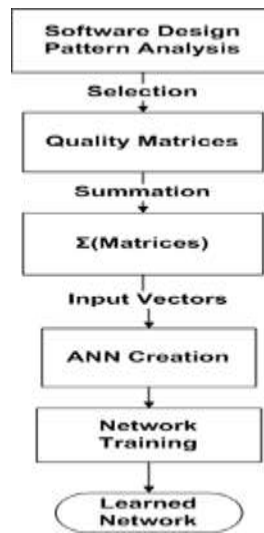 Software Design
Pattern Analysis
Selection
Quality Matrices
Summation
Σ(Matrices)
Input Vectors
ANN Creation
Network
Training
Learned
Network